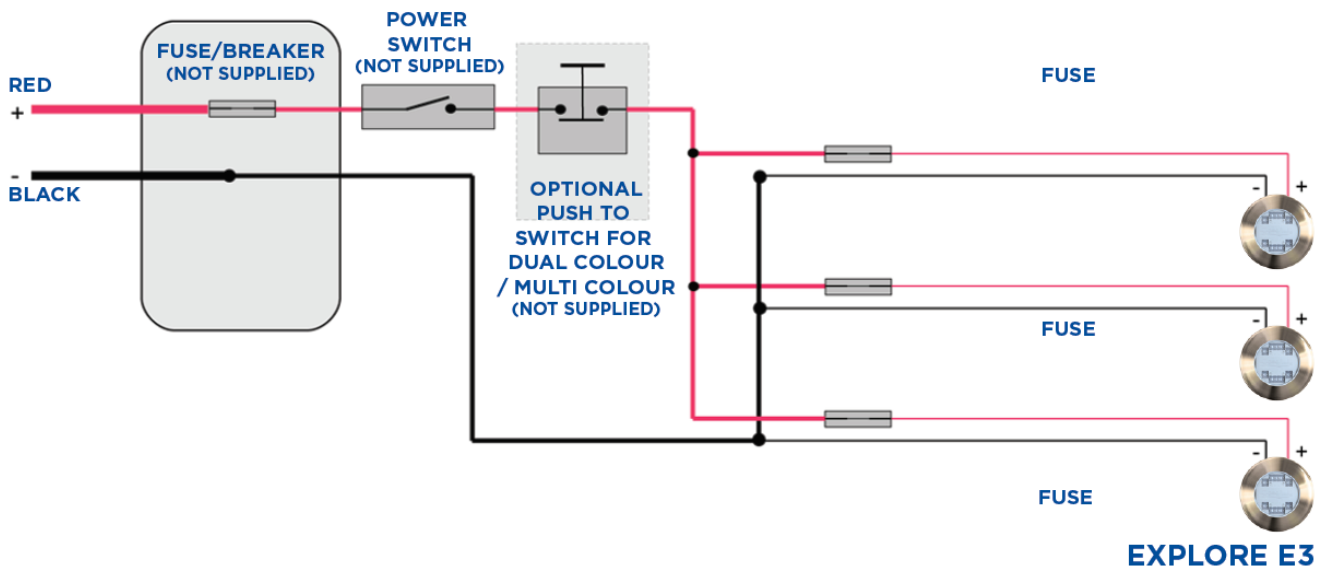 POWER
SWITCH
(NOT SUPPLIED)
FUSE/BREAKER
(NOT SUPPLIED)
RED
+
-
BLACK
OPTIONAL
PUSH TO
SWITCH FOR
DUAL COLOUR
/ MULTI COLOUR
(NOT SUPPLIED)
FUSE
- +
FUSE
- +
FUSE
- +
EXPLORE E3